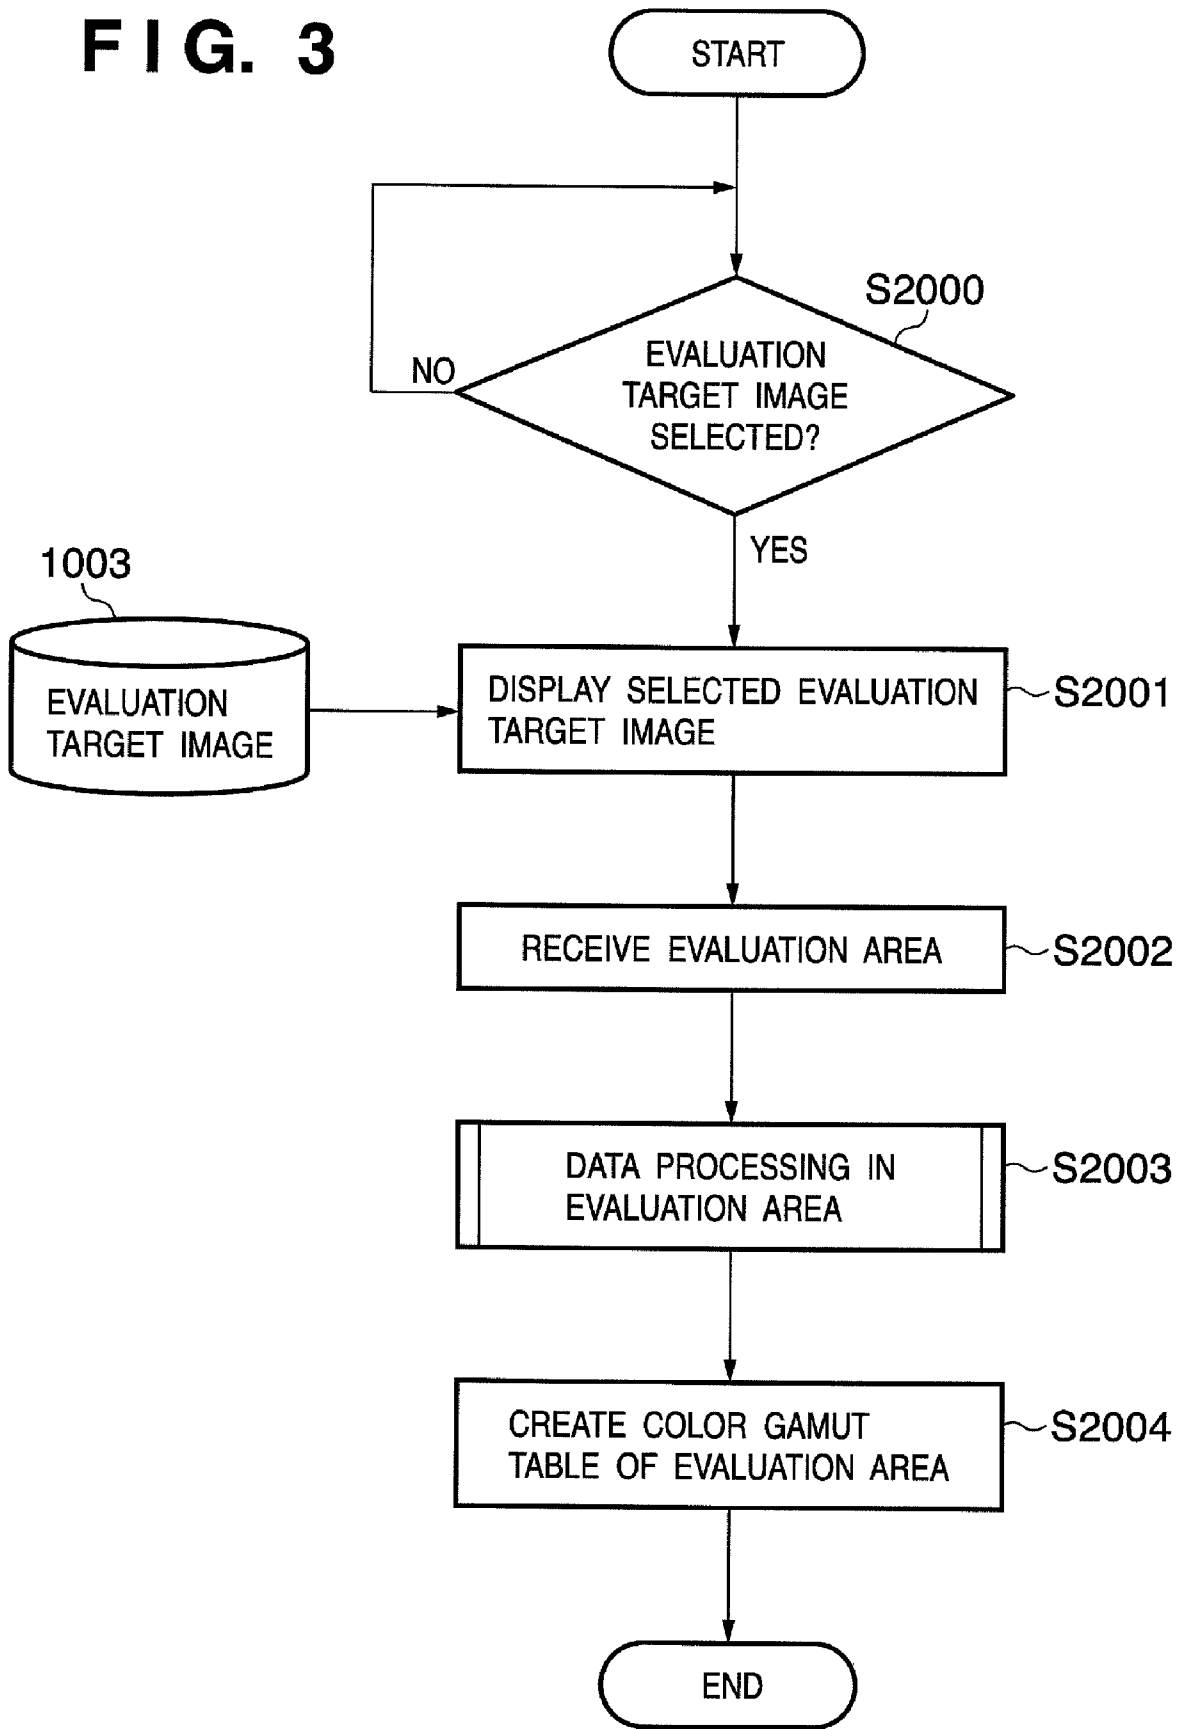 FIG. 3
START
S2000
EVALUATION
TARGET IMAGE
SELECTED?
NO
YES
1003
EVALUATION
TARGET IMAGE
DISPLAY SELECTED EVALUATION
TARGET IMAGE
S2001
RECEIVE EVALUATION AREA
S2002
DATA PROCESSING IN
EVALUATION AREA
S2003
CREATE COLOR GAMUT
TABLE OF EVALUATION AREA
S2004
END